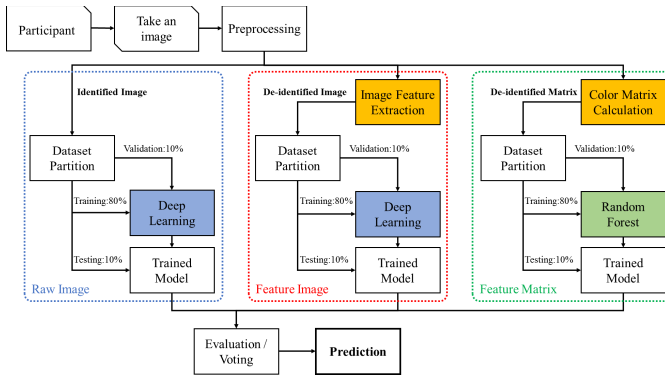 Participant
Take an
image
Preprocessing
Identified Image
Dataset
Partition
Validation:10%
Training:80%
Deep
Learning
Testing:10%
Trained
Model
Raw Image
De-identified Image
Image Feature
Extraction
Dataset
Partition
Validation:10%
Training:80%
Deep
Learning
Testing:10%
Trained
Model
Feature Image
De-identified Matrix
Color Matrix
Calculation
Dataset
Partition
Validation:10%
Training:80%
Random
Forest
Testing:10%
Trained
Model
Feature Matrix
Evaluation /
Voting
Prediction